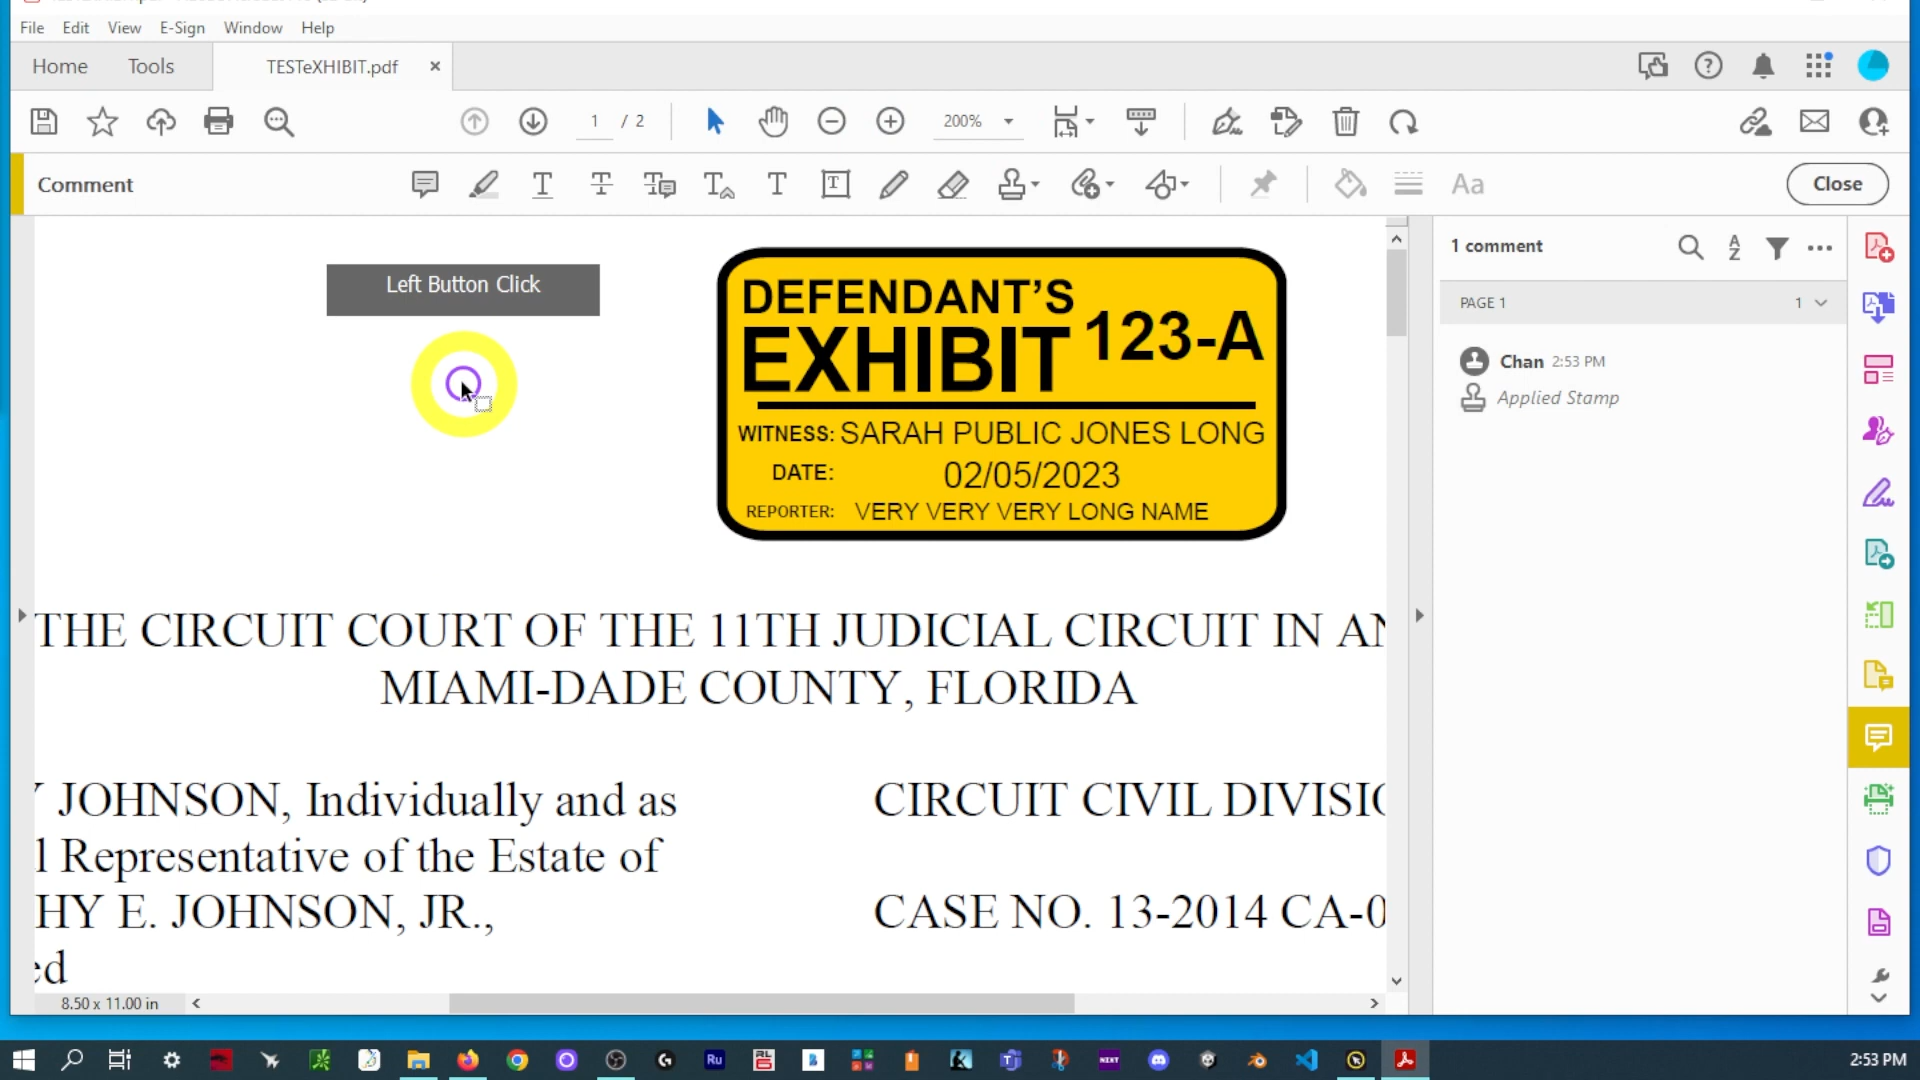 File Edit View E-Sign Window Help
Home Tools TESTeXHIBIT.pdf
1 / 2 200%
Comment Close
Left Button Click
1 comment
PAGE 1 1
Chan 2:53 PM
Applied Stamp
DEFENDANT’S
EXHIBIT 123-A
WITNESS: SARAH PUBLIC JONES LONG
DATE: 02/05/2023
REPORTER: VERY VERY VERY LONG NAME
THE CIRCUIT COURT OF THE 11TH JUDICIAL CIRCUIT IN AN
MIAMI-DADE COUNTY, FLORIDA
Y JOHNSON, Individually and as CIRCUIT CIVIL DIVISIO
l Representative of the Estate of
HY E. JOHNSON, JR., CASE NO. 13-2014 CA-0
ed
8.50 x 11.00 in
2:53 PM